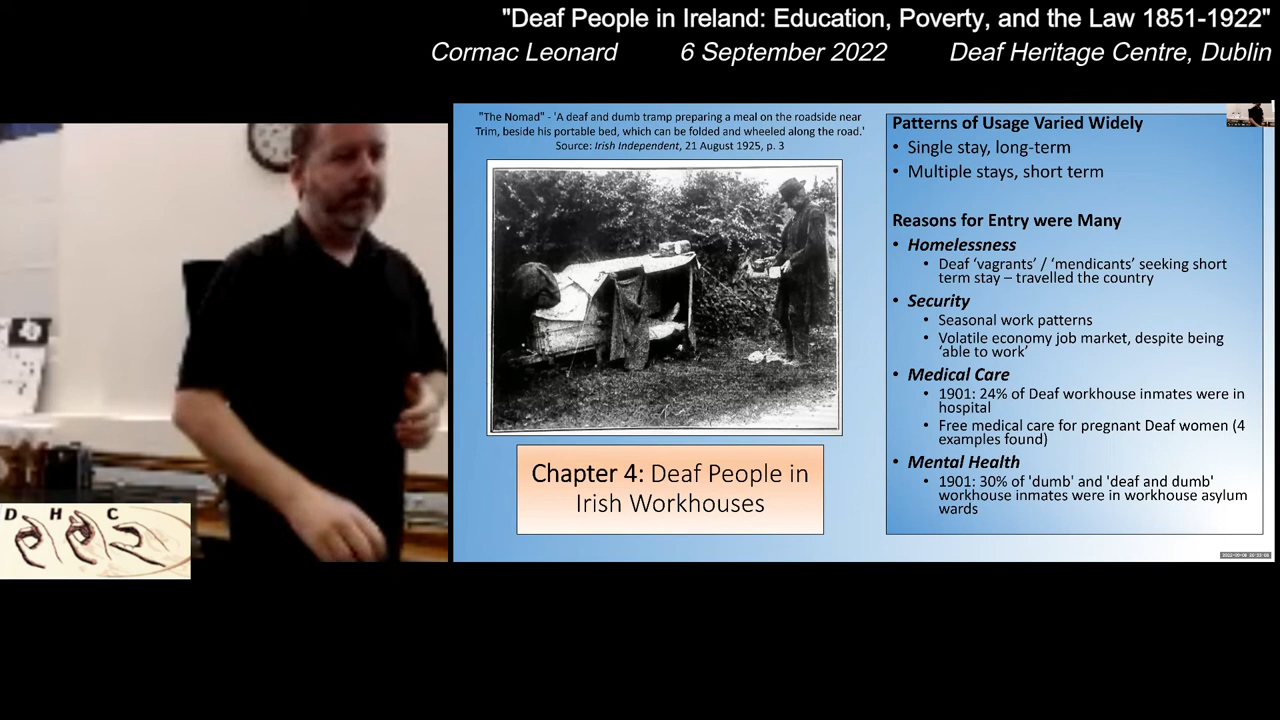 "Deaf People in Ireland: Education, Poverty, and the Law 1851-1922"
Cormac Leonard 6 September 2022 Deaf Heritage Centre, Dublin
"The Nomad" - 'A deaf and dumb tramp preparing a meal on the roadside near
Trim, beside his portable bed, which can be folded and wheeled along the road.'
Source: Irish Independent, 21 August 1925, p. 3
Chapter 4: Deaf People in
Irish Workhouses
Patterns of Usage Varied Widely
• Single stay, long-term
• Multiple stays, short term
Reasons for Entry were Many
• Homelessness
• Deaf 'vagrants' / 'mendicants' seeking short
term stay – travelled the country
• Security
• Seasonal work patterns
• Volatile economy job market, despite being
'able to work'
• Medical Care
• 1901: 24% of Deaf workhouse inmates were in
hospital
• Free medical care for pregnant Deaf women (4
examples found)
• Mental Health
• 1901: 30% of 'dumb' and 'deaf and dumb'
workhouse inmates were in workhouse asylum
wards
D H C